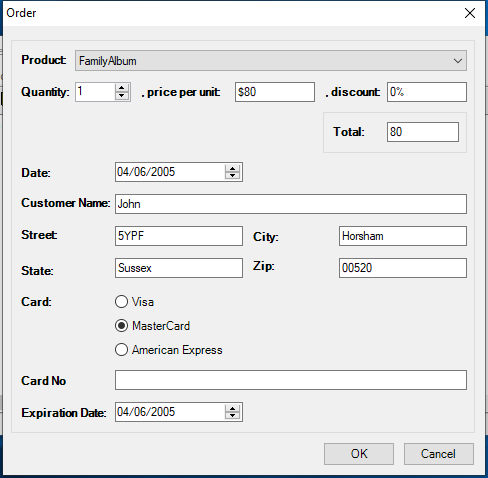 Order
Product: FamilyAlbum
Quantity: 1 , price per unit: $80 , discount: 0%
Total: 80
Date: 04/06/2005
Customer Name: John
Street: 5YPF City: Horsham
State: Sussex Zip: 00520
Card: Visa
MasterCard
American Express
Card No
Expiration Date: 04/06/2005
OK Cancel